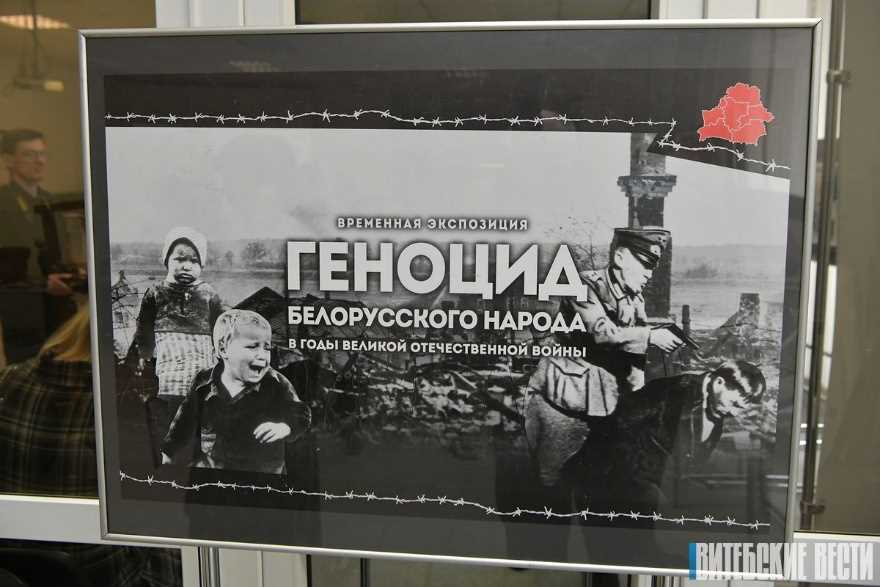 ВРЕМЕННАЯ ЭКСПОЗИЦИЯ
ГЕНОЦИД
БЕЛОРУССКОГО НАРОДА
В ГОДЫ ВЕЛИКОЙ ОТЕЧЕСТВЕННОЙ ВОЙНЫ
ВИТЕБСКИЕ ВЕСТИ